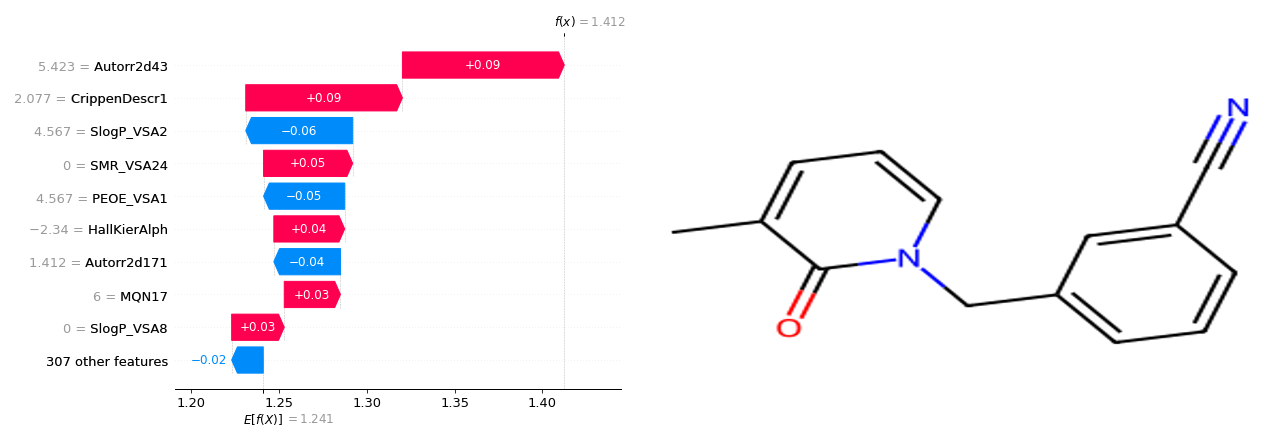 f(x) = 1.412
5.423 = Autorr2d43
+0.09
2.077 = CrippenDescr1
+0.09
4.567 = SlogP_VSA2
−0.06
0 = SMR_VSA24
+0.05
4.567 = PEOE_VSA1
−0.05
−2.34 = HallKierAlph
+0.04
1.412 = Autorr2d171
−0.04
6 = MQN17
+0.03
0 = SlogP_VSA8
+0.03
307 other features
−0.02
1.20 1.25 1.30 1.35 1.40
E[f(X)] = 1.241
N
N
O